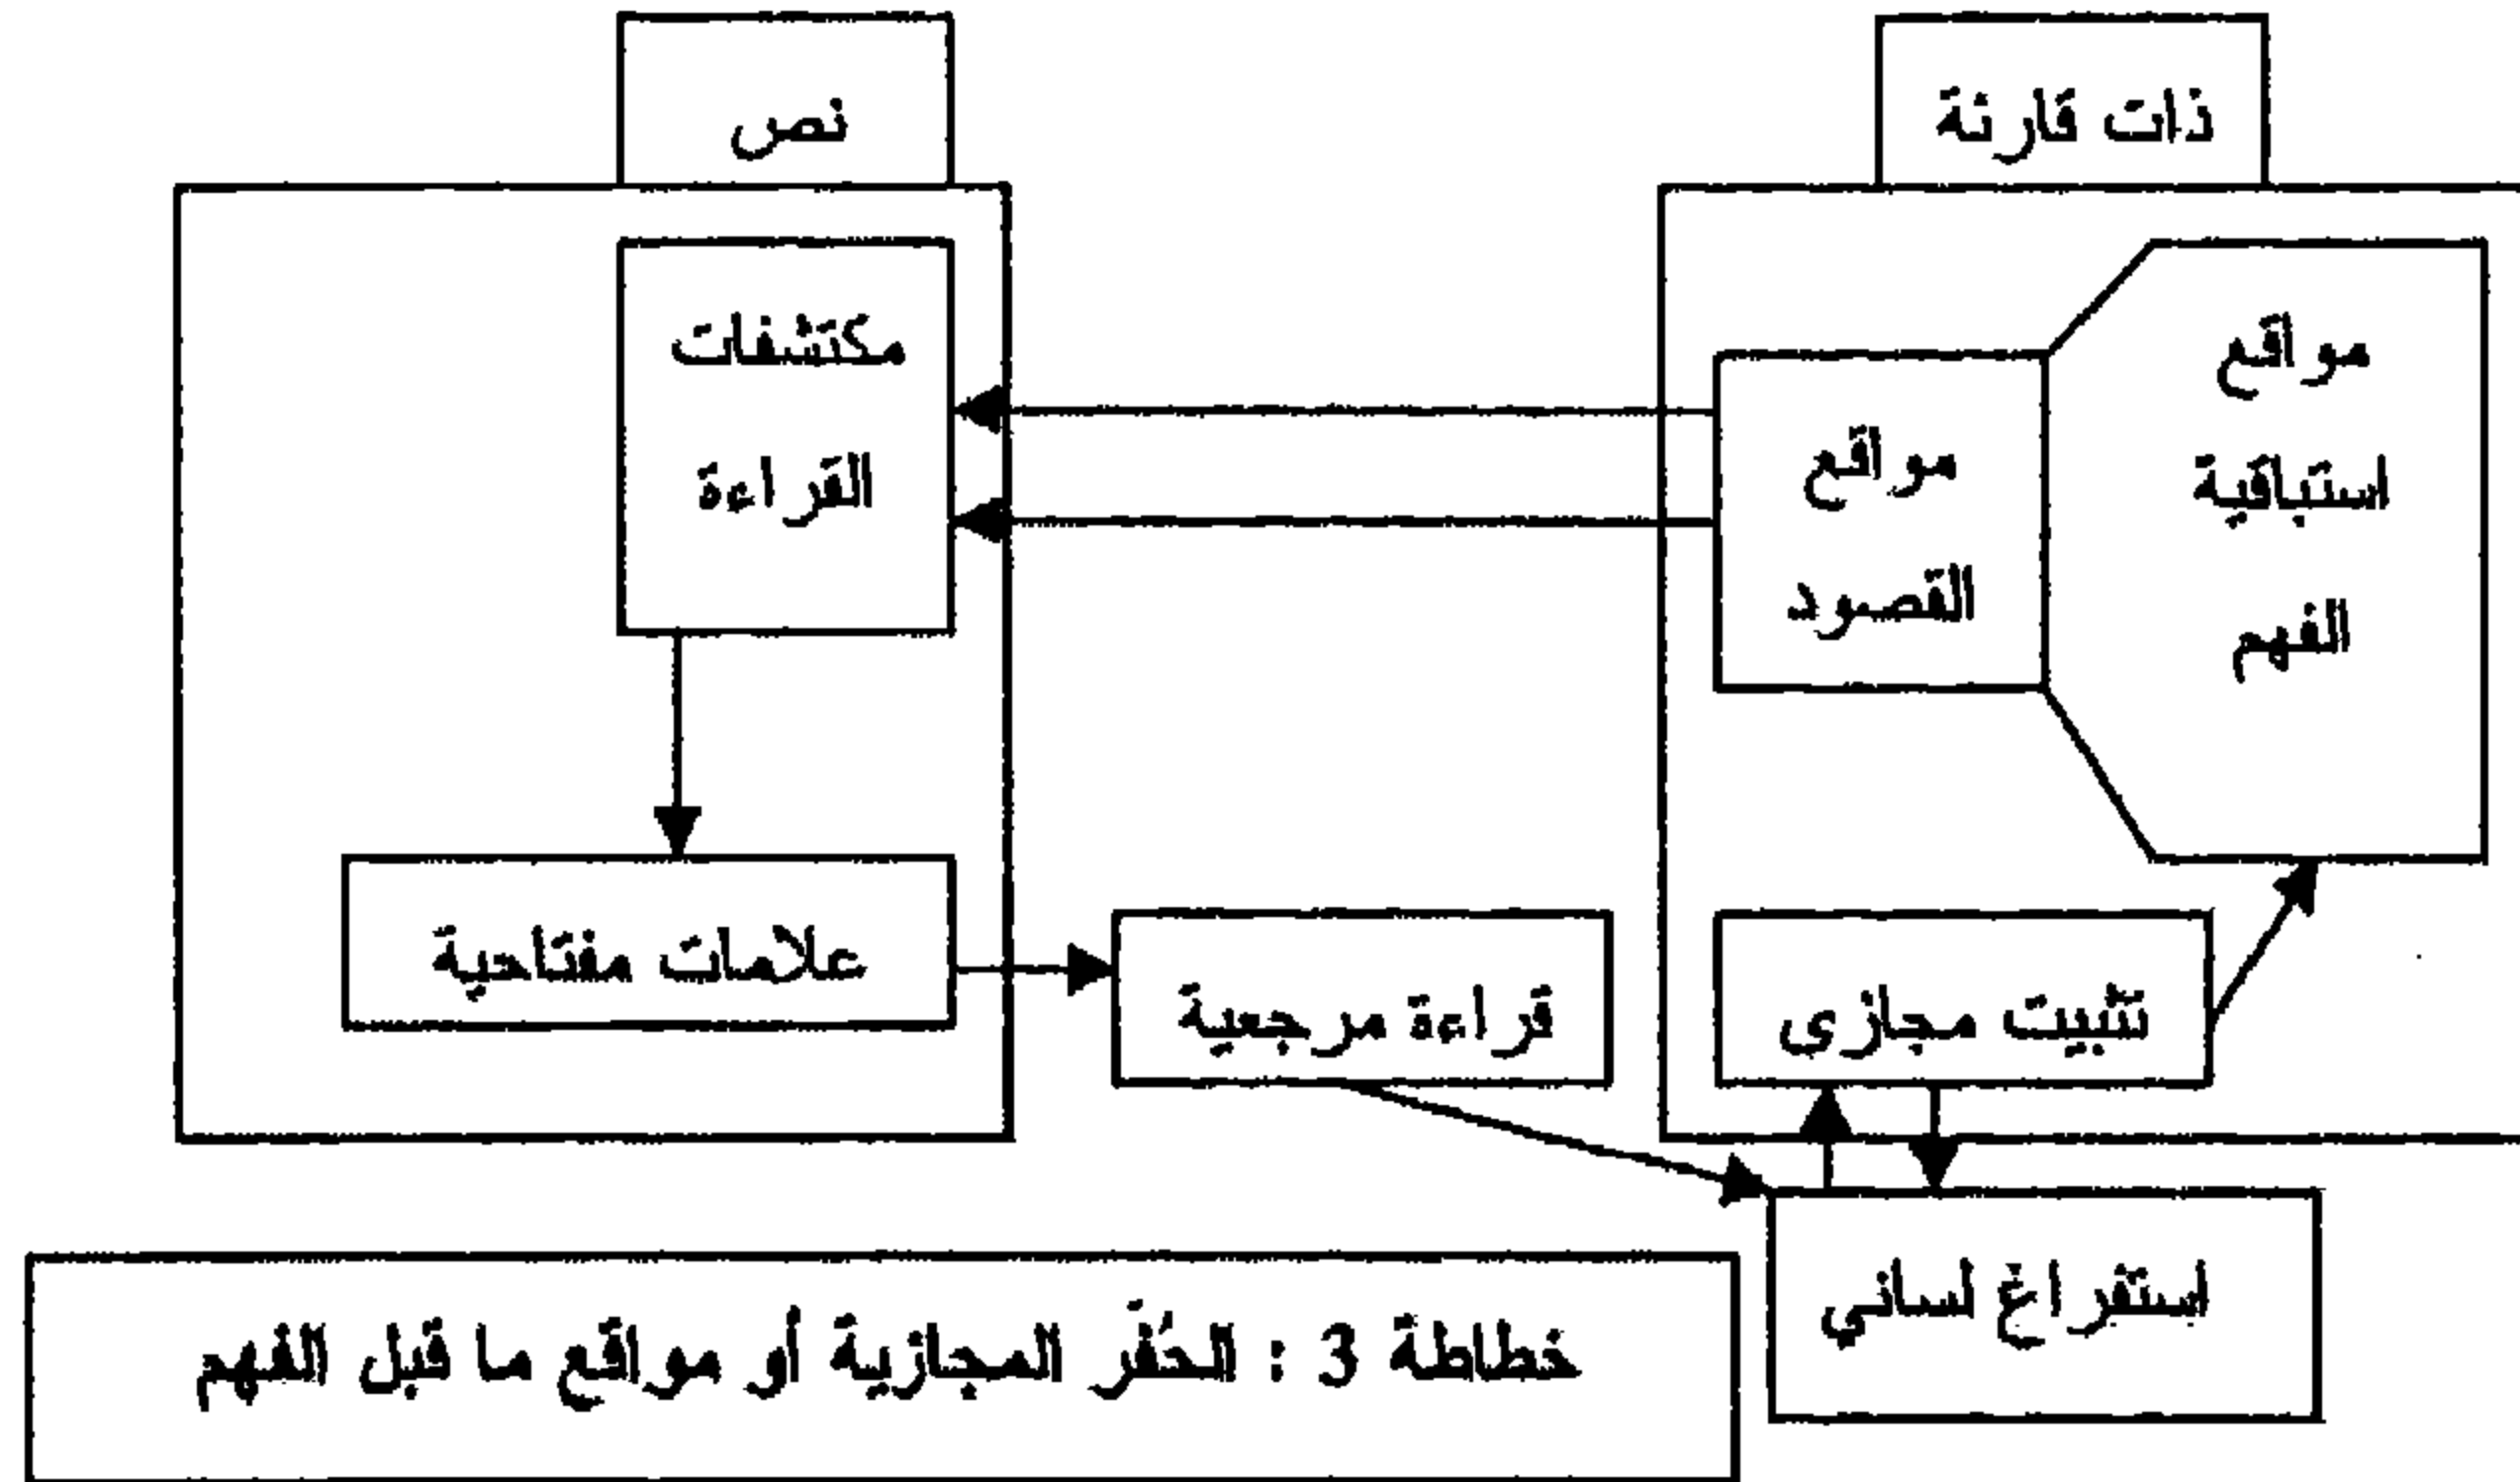 ذات قارئة
نص
مواقع
استباقية
الفهم
مواقع
القصود
مكتشفات
القراءة
علامات مفتاحية
قراءة مرجعية
تثبيت مجازى
استفراغ لساني
خطاطة 3 : الحُفَر المجازية أو مواقع ما قبل الفهم